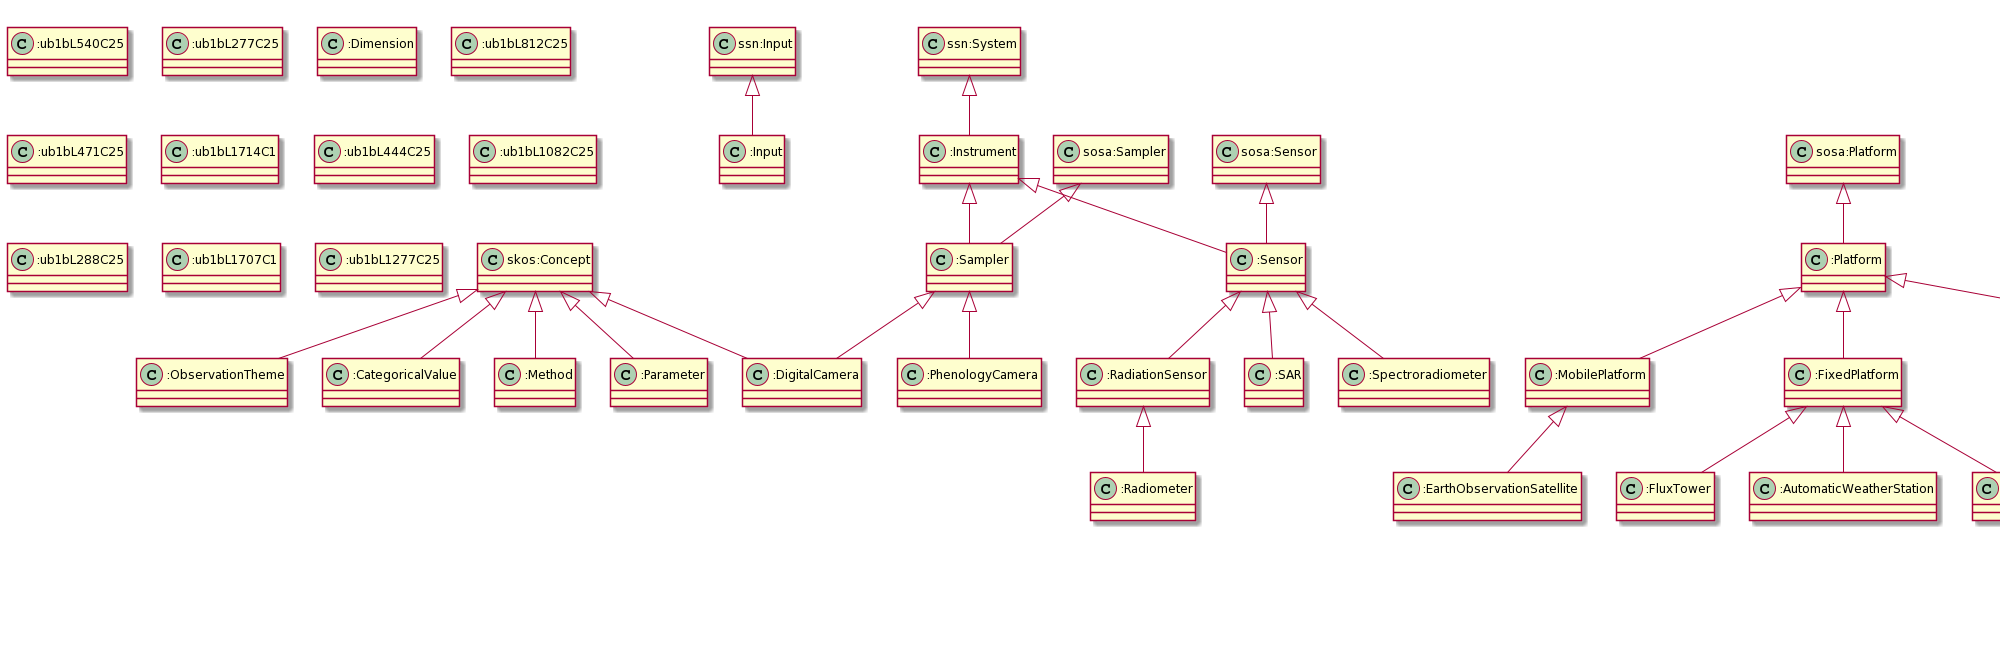 C :ub1bL540C25
C :ub1bL277C25
C :Dimension
C :ub1bL812C25
C ssn:Input
C ssn:System
C :ub1bL471C25
C :ub1bL1714C1
C :ub1bL444C25
C :ub1bL1082C25
C :Input
C :Instrument
C sosa:Sampler
C sosa:Sensor
C sosa:Platform
C :ub1bL288C25
C :ub1bL1707C1
C :ub1bL1277C25
C skos:Concept
C :Sampler
C :Sensor
C :Platform
C :ObservationTheme
C :CategoricalValue
C :Method
C :Parameter
C :DigitalCamera
C :PhenologyCamera
C :RadiationSensor
C :SAR
C :Spectroradiometer
C :MobilePlatform
C :FixedPlatform
C :Radiometer
C :EarthObservationSatellite
C :FluxTower
C :AutomaticWeatherStation
C